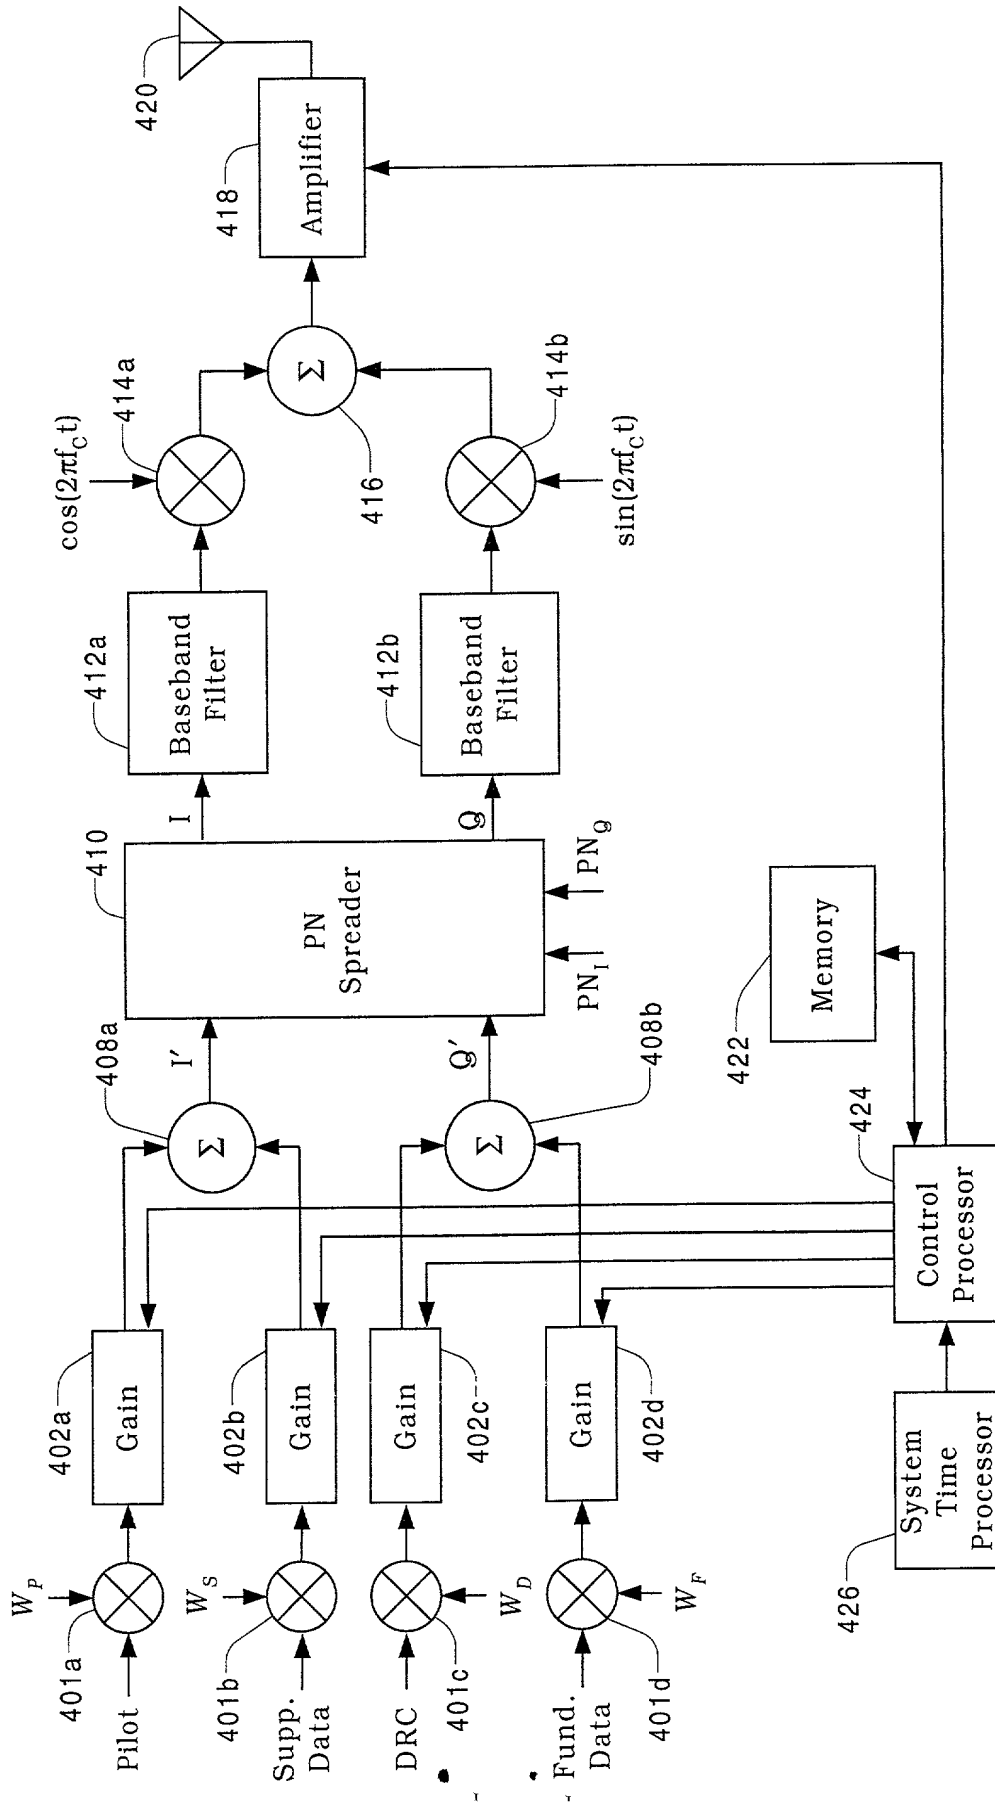 W_P
401a
Pilot
402a
Gain
W_S
401b
Supp.
Data
402b
Gain
DRC
W_D
401c
Gain
402c
Fund.
Data
W_F
401d
Gain
402d
408a
Σ
I′
408b
Σ
Q′
410
PN
Spreader
PN_I
PN_Q
I
Q
412a
Baseband
Filter
412b
Baseband
Filter
cos(2πf_Ct)
414a
414b
sin(2πf_Ct)
Σ
416
418
Amplifier
420
422
Memory
424
Control
Processor
426
System
Time
Processor